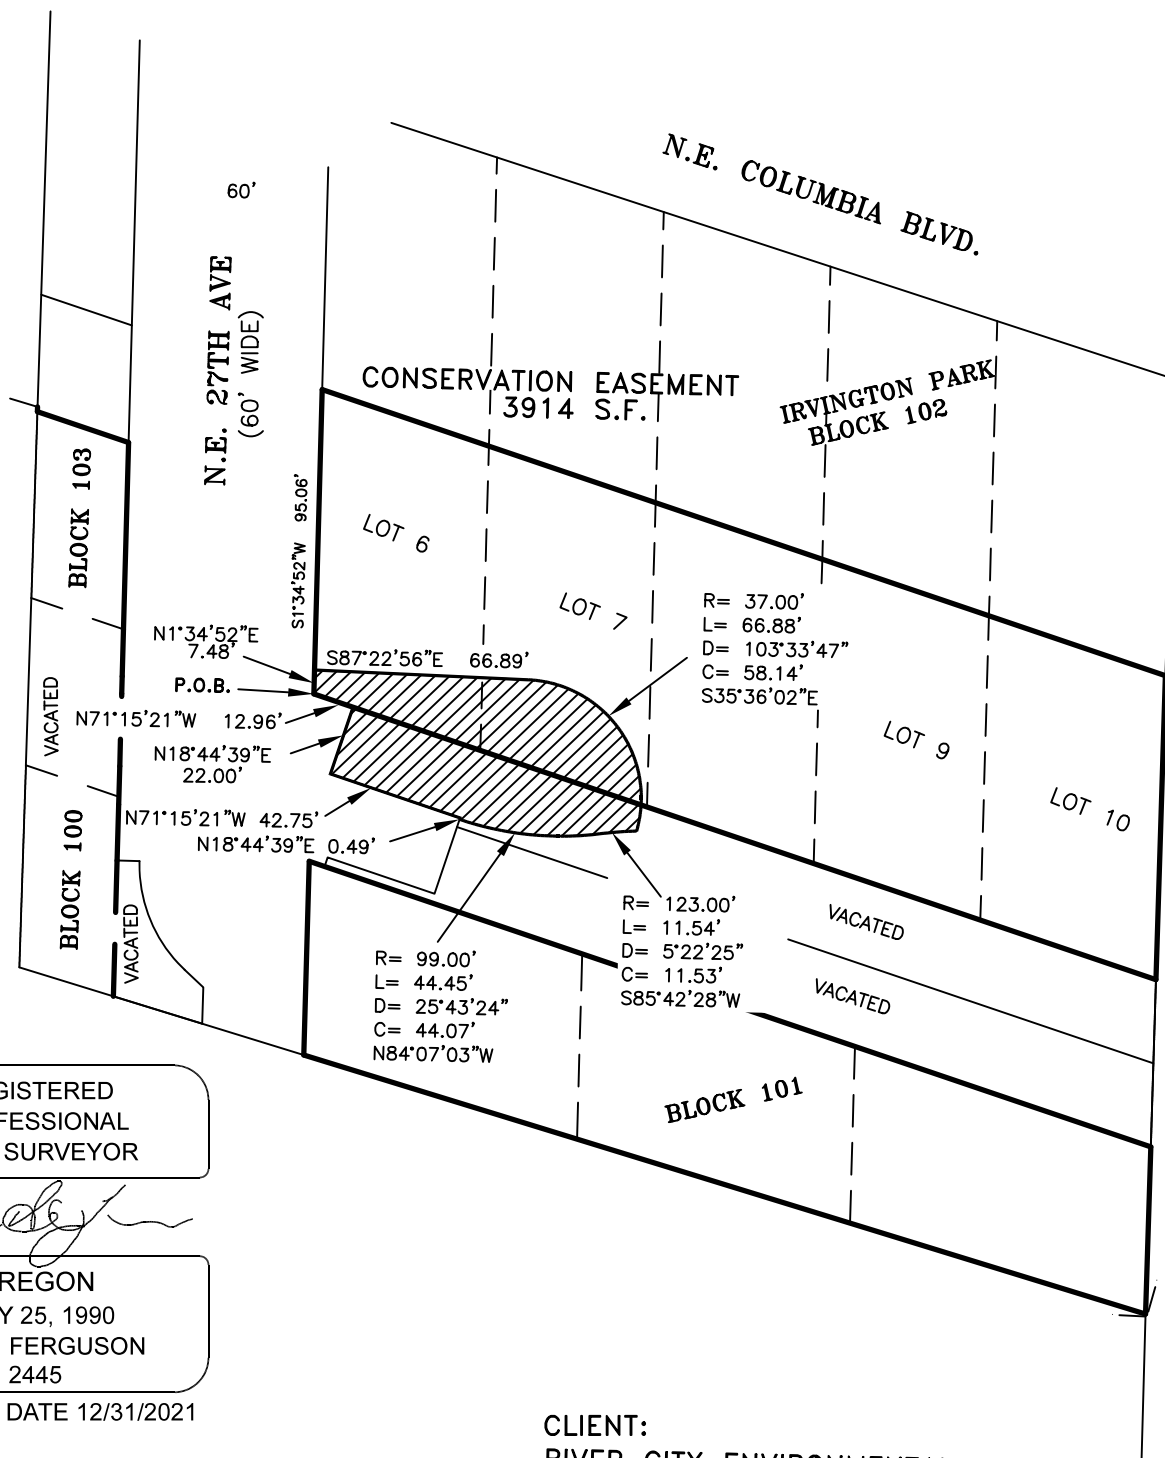 N.E. COLUMBIA BLVD.
60'
N.E. 27TH AVE
(60' WIDE)
CONSERVATION EASEMENT
3914 S.F.
IRVINGTON PARK
BLOCK 102
BLOCK 103
S1°34'52"W 95.06'
LOT 6
LOT 7
R= 37.00'
L= 66.88'
D= 103°33'47"
C= 58.14'
S35°36'02"E
N1°34'52"E
7.48'
S87°22'56"E 66.89'
P.O.B.
VACATED
N71°15'21"W 12.96'
N18°44'39"E
22.00'
LOT 9
LOT 10
N71°15'21"W 42.75'
N18°44'39"E 0.49'
BLOCK 100
VACATED
R= 123.00'
L= 11.54'
D= 5°22'25"
C= 11.53'
S85°42'28"W
VACATED
VACATED
R= 99.00'
L= 44.45'
D= 25°43'24"
C= 44.07'
N84°07'03"W
BLOCK 101
GISTERED
FESSIONAL
SURVEYOR
REGON
Y 25, 1990
FERGUSON
2445
DATE 12/31/2021
CLIENT:
RIVER CITY ENVIRONMENTAL